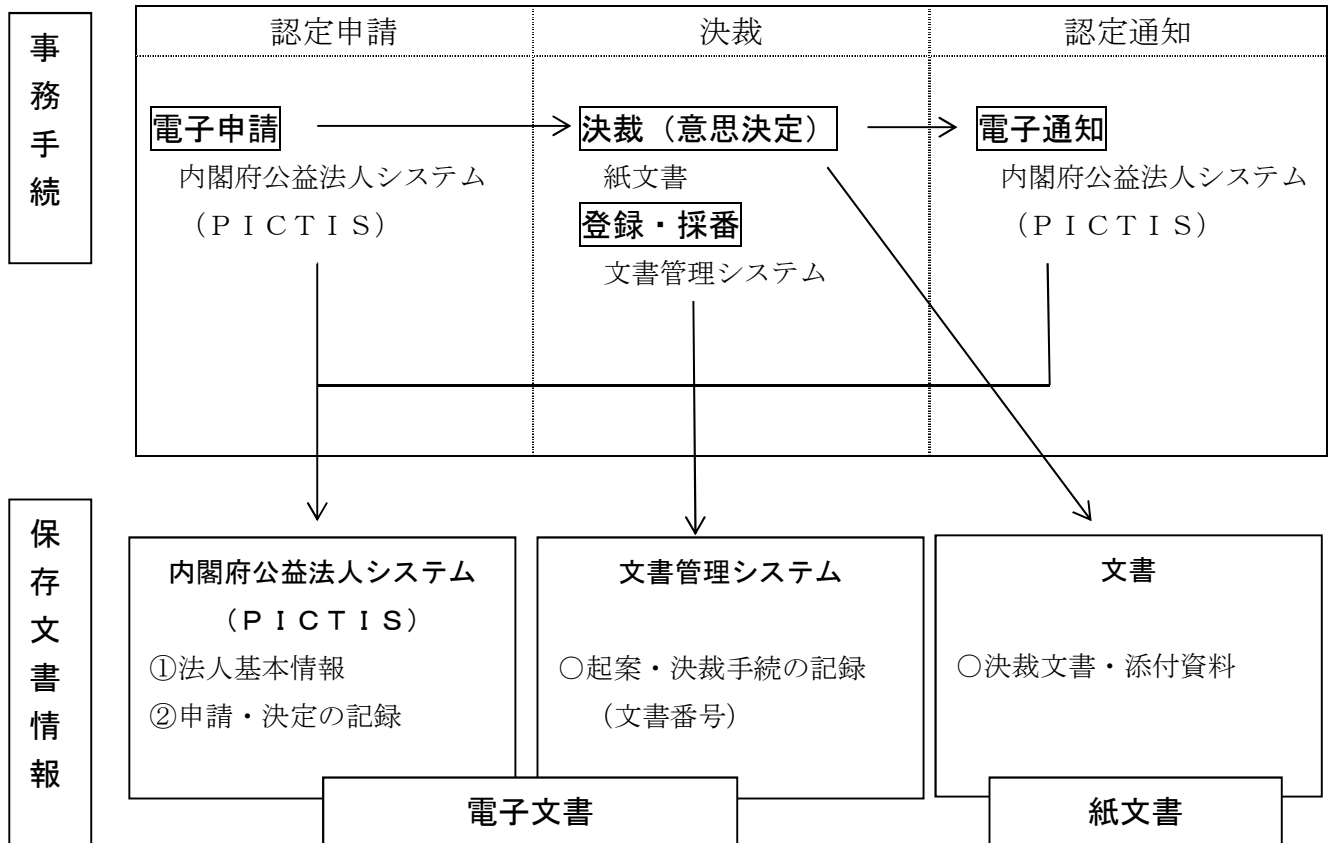 事務手続
認定申請
決裁
認定通知
電子申請
決裁（意思決定）
電子通知
内閣府公益法人システム
（ＰＩＣＴＩＳ）
紙文書
登録・採番
文書管理システム
内閣府公益法人システム
（ＰＩＣＴＩＳ）
保存文書情報
内閣府公益法人システム
（ＰＩＣＴＩＳ）
①法人基本情報
②申請・決定の記録
文書管理システム
○起案・決裁手続の記録
（文書番号）
文書
○決裁文書・添付資料
電子文書
紙文書